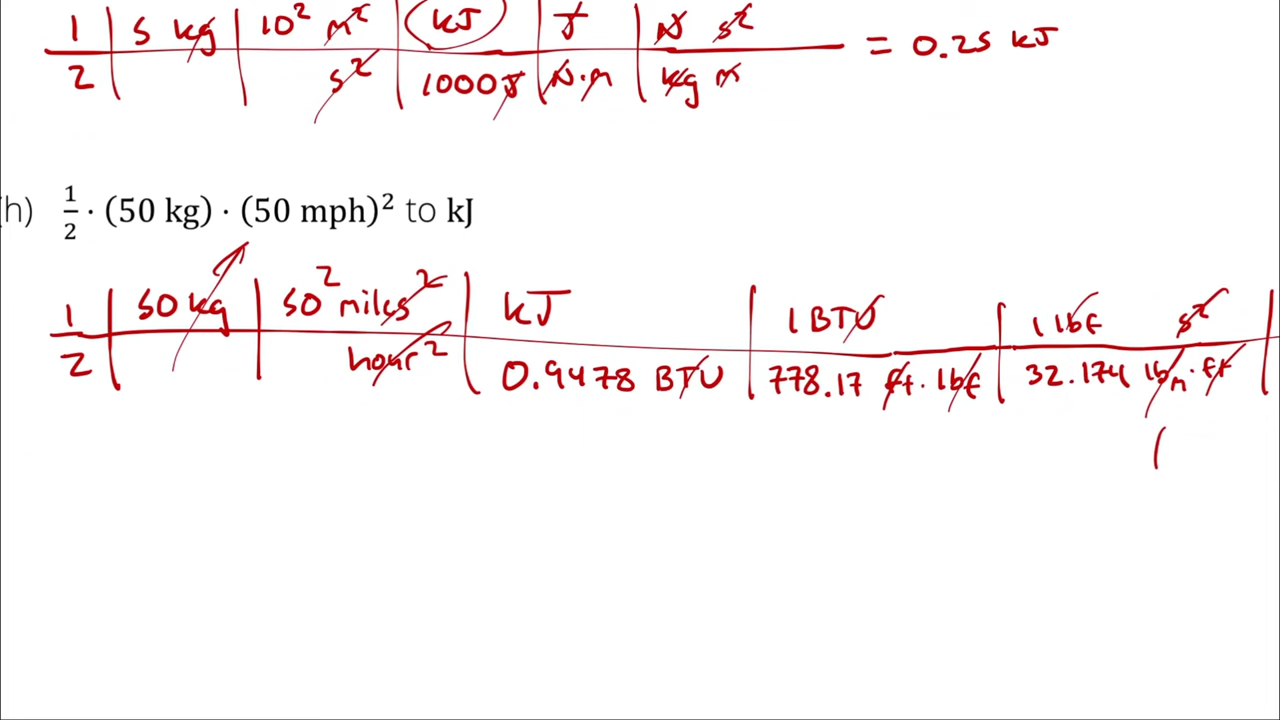 1 | 5 kg | 10² m² | kJ | J | N s² = 0.25 kJ
2 | | s² | 1000 J | N·m | kg m
(h) 1/2 · (50 kg) · (50 mph)² to kJ
1 | 50 kg | 50² miles² | kJ | 1 BTU | 1 lbf s² |
2 | | hour² | 0.9478 BTU | 778.17 ft·lbf | 32.174 lbm·ft |
(